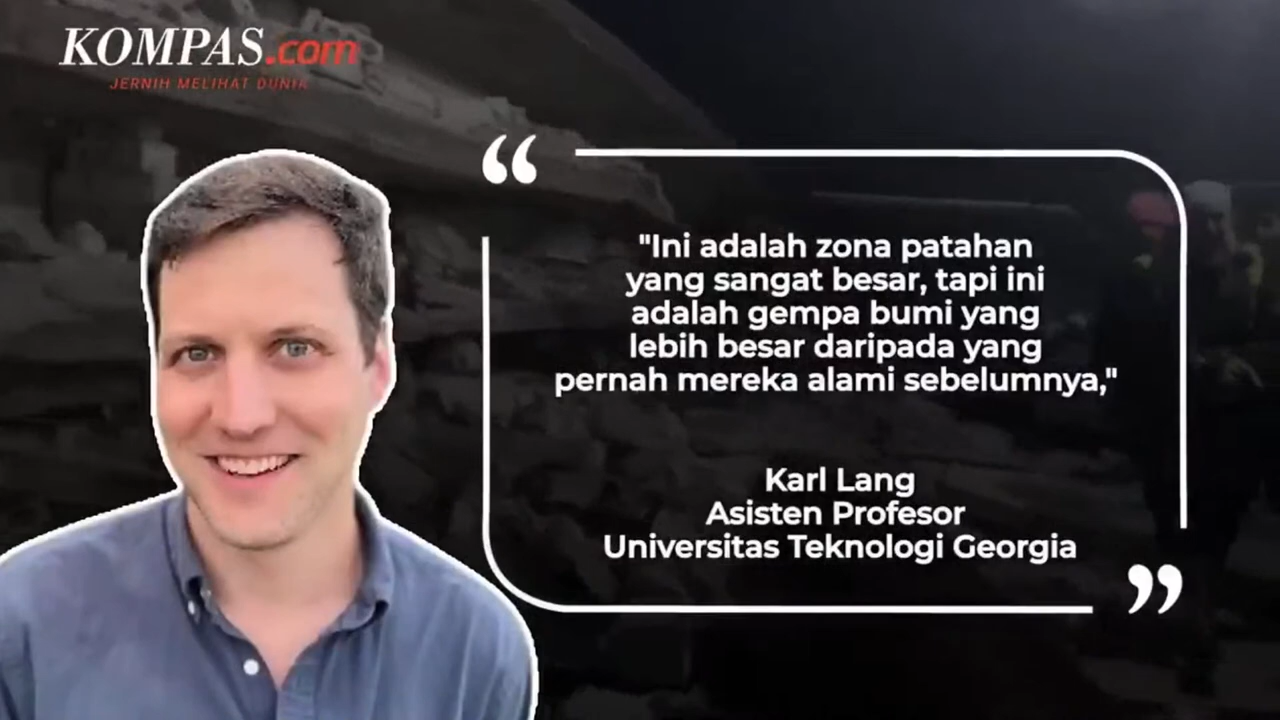 KOMPAS.com
JERNIH MELIHAT DUNIA
"Ini adalah zona patahan
yang sangat besar, tapi ini
adalah gempa bumi yang
lebih besar daripada yang
pernah mereka alami sebelumnya,"
Karl Lang
Asisten Profesor
Universitas Teknologi Georgia